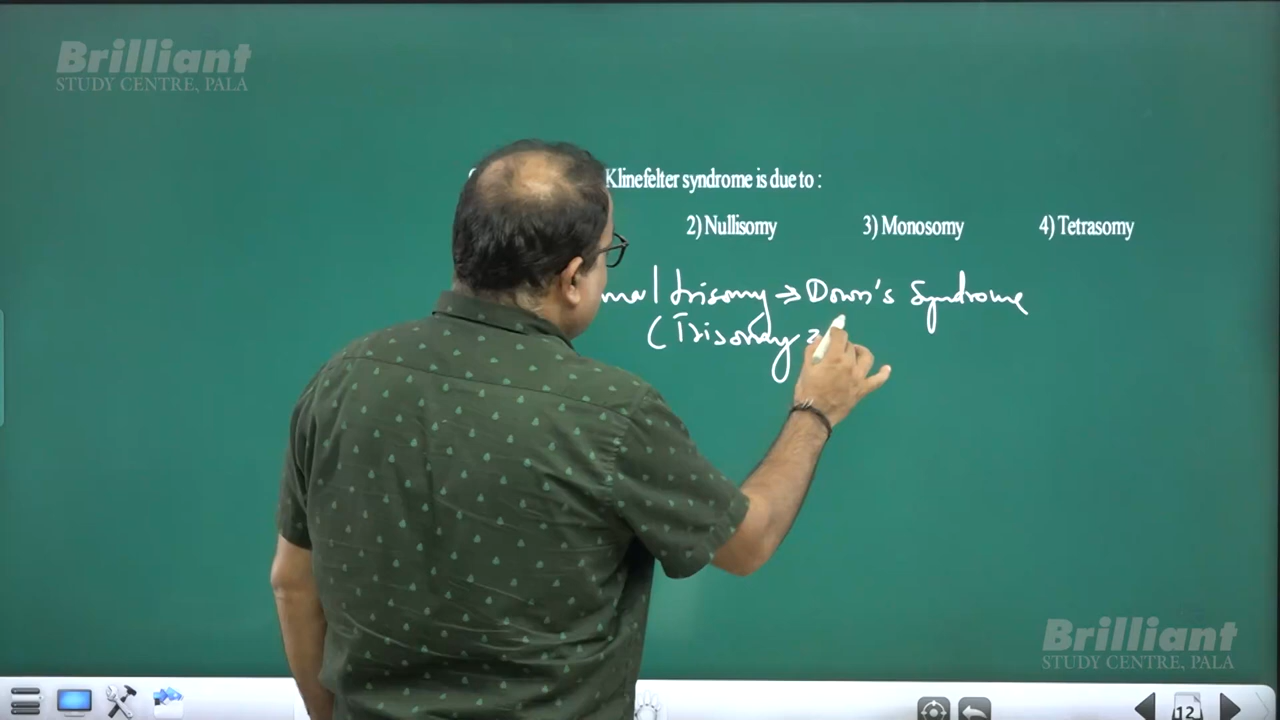 Brilliant
STUDY CENTRE, PALA
Klinefelter syndrome is due to :
2) Nullisomy 3) Monosomy 4) Tetrasomy
trisomy → Down's Syndrome
(Trisomy
Brilliant
STUDY CENTRE, PALA
12